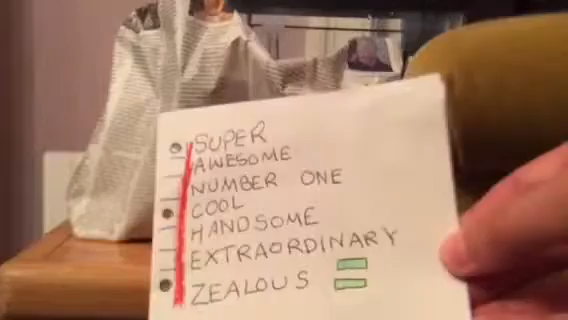 SUPER
AWESOME
NUMBER ONE
COOL
HANDSOME
EXTRAORDINARY
ZEALOUS